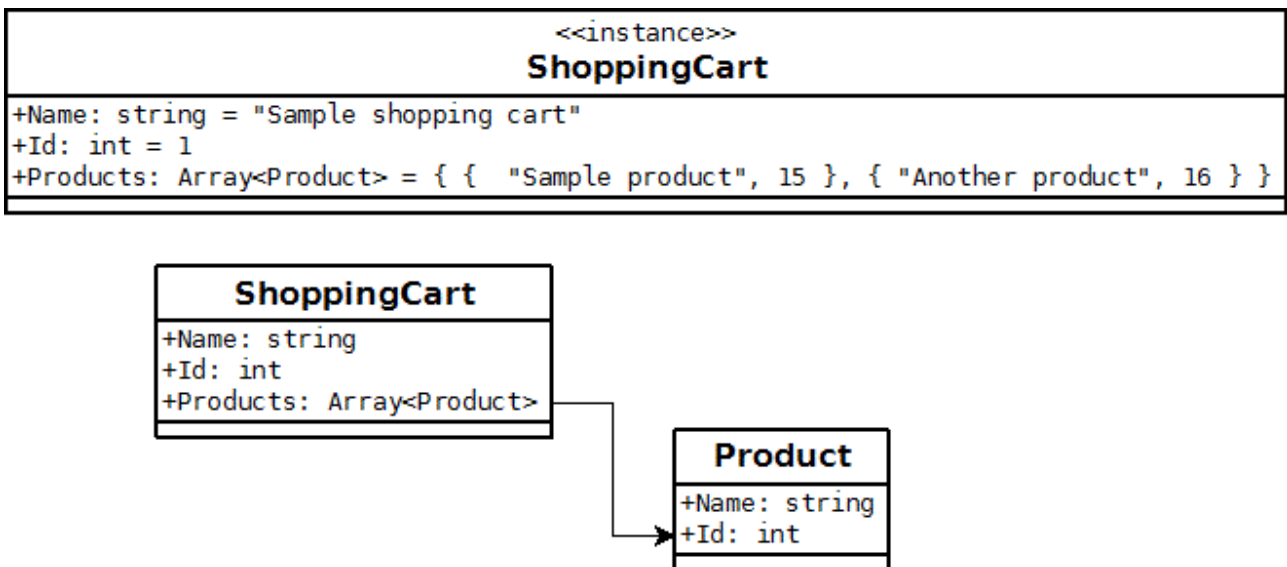 <<instance>>
ShoppingCart
+Name: string = "Sample shopping cart"
+Id: int = 1
+Products: Array<Product> = { {  "Sample product", 15 }, { "Another product", 16 } }
ShoppingCart
+Name: string
+Id: int
+Products: Array<Product>
Product
+Name: string
+Id: int